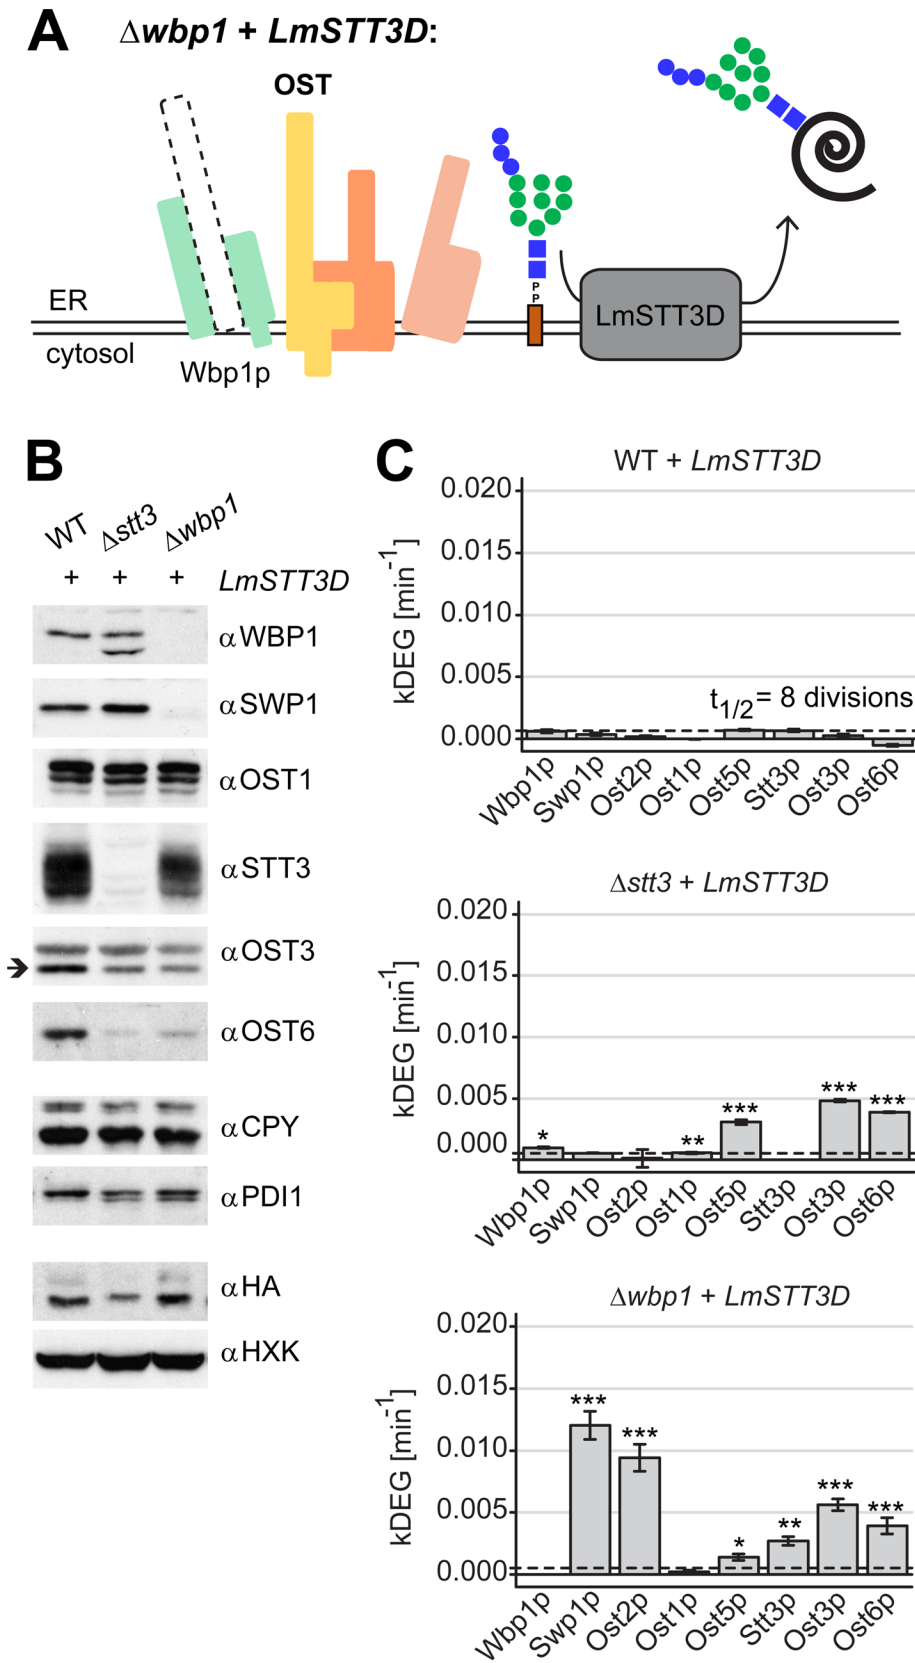 A Δwbp1 + LmSTT3D:
OST
P
P
LmSTT3D
ER
cytosol
Wbp1p
B
WT Δstt3 Δwbp1
+ + + LmSTT3D
αWBP1
αSWP1
αOST1
αSTT3
αOST3
αOST6
αCPY
αPDI1
αHA
αHXK
C
WT + LmSTT3D
kDEG [min⁻¹]
0.020
0.015
0.010
0.005
0.000
t1/2 = 8 divisions
Wbp1p Swp1p Ost2p Ost1p Ost5p Stt3p Ost3p Ost6p
Δstt3 + LmSTT3D
kDEG [min⁻¹]
0.020
0.015
0.010
0.005
0.000
* ** *** *** ***
Wbp1p Swp1p Ost2p Ost1p Ost5p Stt3p Ost3p Ost6p
Δwbp1 + LmSTT3D
kDEG [min⁻¹]
0.020
0.015
0.010
0.005
0.000
*** *** * ** *** ***
Wbp1p Swp1p Ost2p Ost1p Ost5p Stt3p Ost3p Ost6p